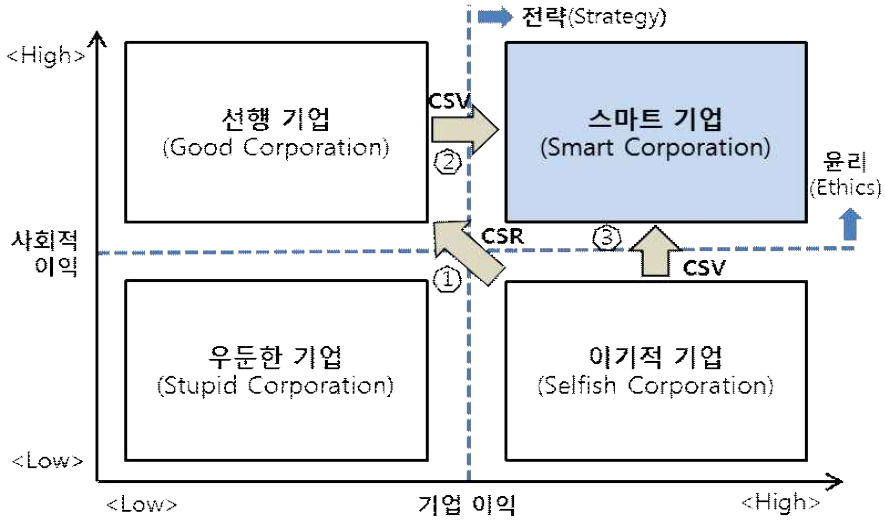 전략(Strategy)
<High>
선행 기업
(Good Corporation)
CSV
②
스마트 기업
(Smart Corporation)
윤리
(Ethics)
사회적
이익
CSR
①
③
CSV
우둔한 기업
(Stupid Corporation)
이기적 기업
(Selfish Corporation)
<Low>
<Low>
기업 이익
<High>